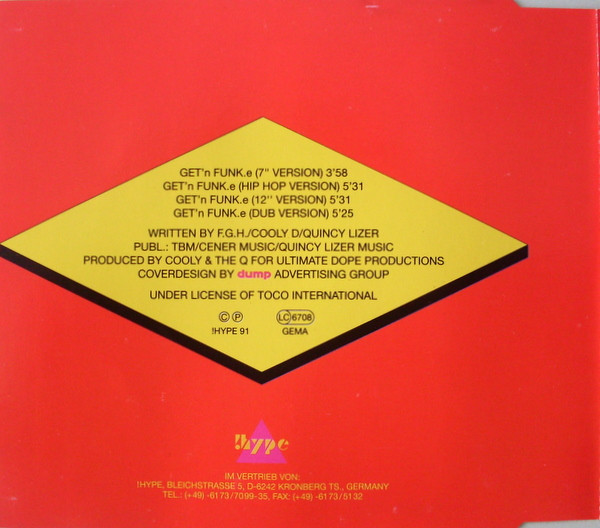 GET'n FUNK.e (7" VERSION) 3'58
GET'n FUNK.e (HIP HOP VERSION) 5'31
GET'n FUNK.e (12'' VERSION) 5'31
GET'n FUNK.e (DUB VERSION) 5'25
WRITTEN BY F.G.H./COOLY D/QUINCY LIZER
PUBL.: TBM/CENER MUSIC/QUINCY LIZER MUSIC
PRODUCED BY COOLY & THE Q FOR ULTIMATE DOPE PRODUCTIONS
COVERDESIGN BY dump ADVERTISING GROUP
UNDER LICENSE OF TOCO INTERNATIONAL
© ℗ LC 6708
!HYPE 91 GEMA
!hype
IM VERTRIEB VON:
!HYPE, BLEICHSTRASSE 5, D-6242 KRONBERG TS., GERMANY
TEL.: (+49) -6173/7099-35, FAX: (+49) -6173/5132